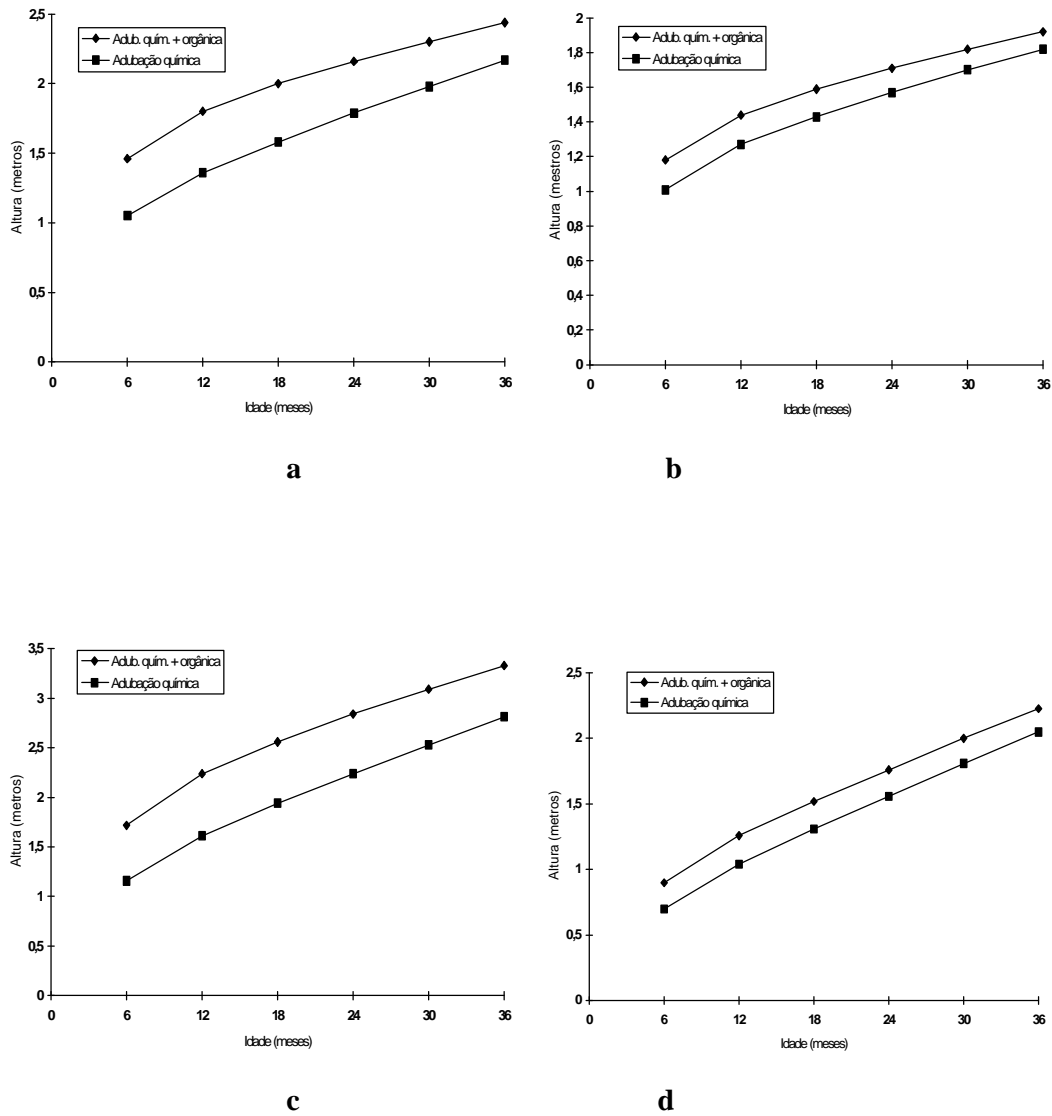 2,5
Adub. quím. + orgânica
Adubação química
2
1,5
1
0,5
0
Altura (metros)
0 6 12 18 24 30 36
Idade (meses)
a
2
Adub. quím. + orgânica
Adubação química
1,8
1,6
1,4
1,2
1
0,8
0,6
0,4
0,2
0
Altura (mestros)
0 6 12 18 24 30 36
Idade (meses)
b
3,5
Adub. quím. + orgânica
Adubação química
3
2,5
2
1,5
1
0,5
0
Altura (metros)
0 6 12 18 24 30 36
Idade (meses)
c
2,5
Adub. quím. + orgânica
Adubação química
2
1,5
1
0,5
0
Altura (metros)
0 6 12 18 24 30 36
Idade (meses)
d